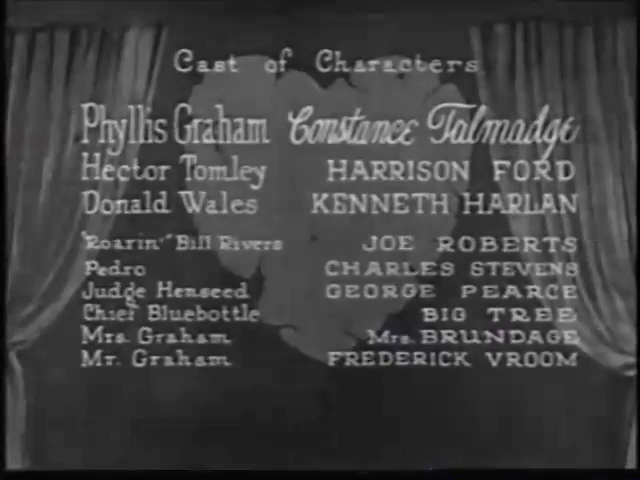 Cast of Characters
Phyllis Graham Constance Talmadge
Hector Tomley HARRISON FORD
Donald Wales KENNETH HARLAN
"Roarin'" Bill Rivers JOE ROBERTS
Pedro CHARLES STEVENS
Judge Henseed GEORGE PEARCE
Chief Bluebottle BIG TREE
Mrs. Graham Mrs. BRUNDAGE
Mr. Graham FREDERICK VROOM